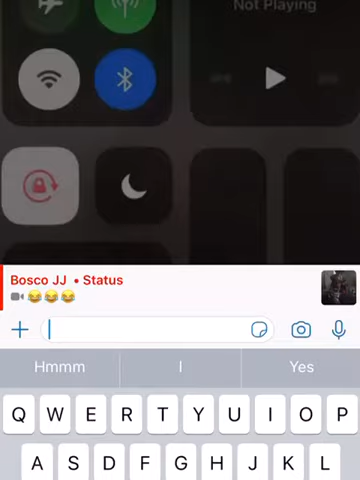 Not Playing
Bosco JJ • Status
😂😂😂
Hmmm I Yes
Q W E R T Y U I O P
A S D F G H J K L